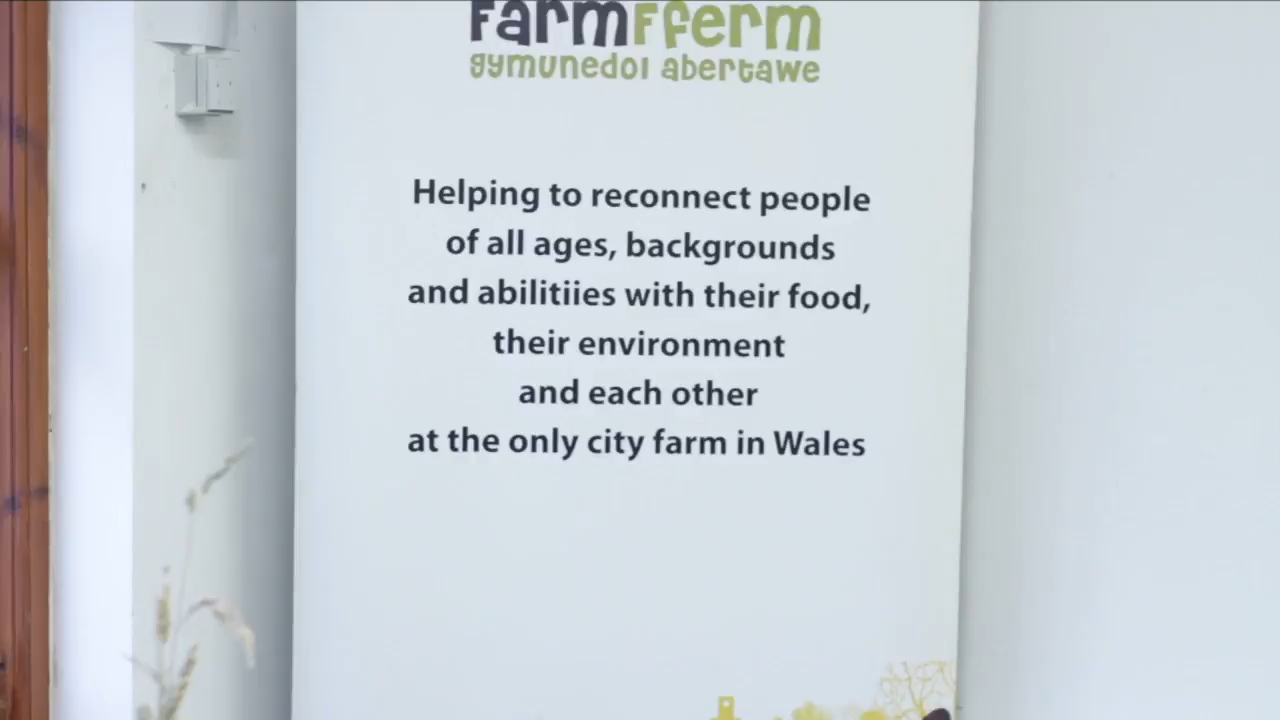 FarmFferm
gymunedol abertawe
Helping to reconnect people
of all ages, backgrounds
and abilitiies with their food,
their environment
and each other
at the only city farm in Wales